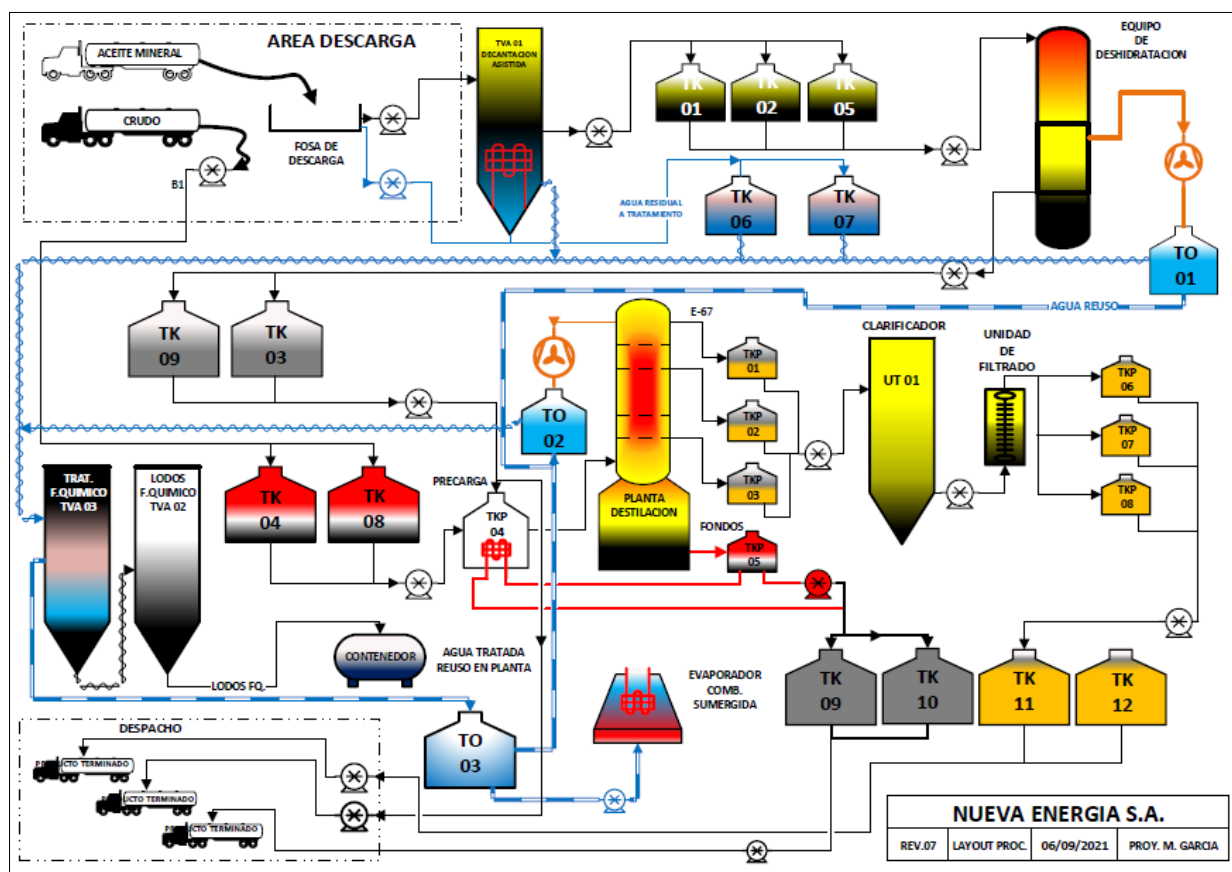 AREA DESCARGA
ACEITE MINERAL
CRUDO
FOSA DE
DESCARGA
B1
TVA 01
DECANTACION
ASISTIDA
TK
01
TK
02
TK
05
EQUIPO
DE
DESHIDRATACION
AGUA RESIDUAL
A TRATAMIENTO
TK
06
TK
07
TO
01
AGUA REUSO
TK
09
TK
03
E-67
TO
02
TKP
01
TKP
02
TKP
03
CLARIFICADOR
UT 01
UNIDAD
DE
FILTRADO
TKP
06
TKP
07
TKP
08
TRAT.
F.QUIMICO
TVA 03
LODOS
F.QUIMICO
TVA 02
TK
04
TK
08
PRECARGA
TKP
04
PLANTA
DESTILACION
FONDOS
TKP
05
LODOS FQ.
CONTENEDOR
AGUA TRATADA
REUSO EN PLANTA
TO
03
EVAPORADOR
COMB.
SUMERGIDA
TK
09
TK
10
TK
11
TK
12
DESPACHO
PR UCTO TERMINADO
PR UCTO TERMINADO
PR UCTO TERMINADO
NUEVA ENERGIA S.A.
REV.07 LAYOUT PROC. 06/09/2021 PROY. M. GARCIA